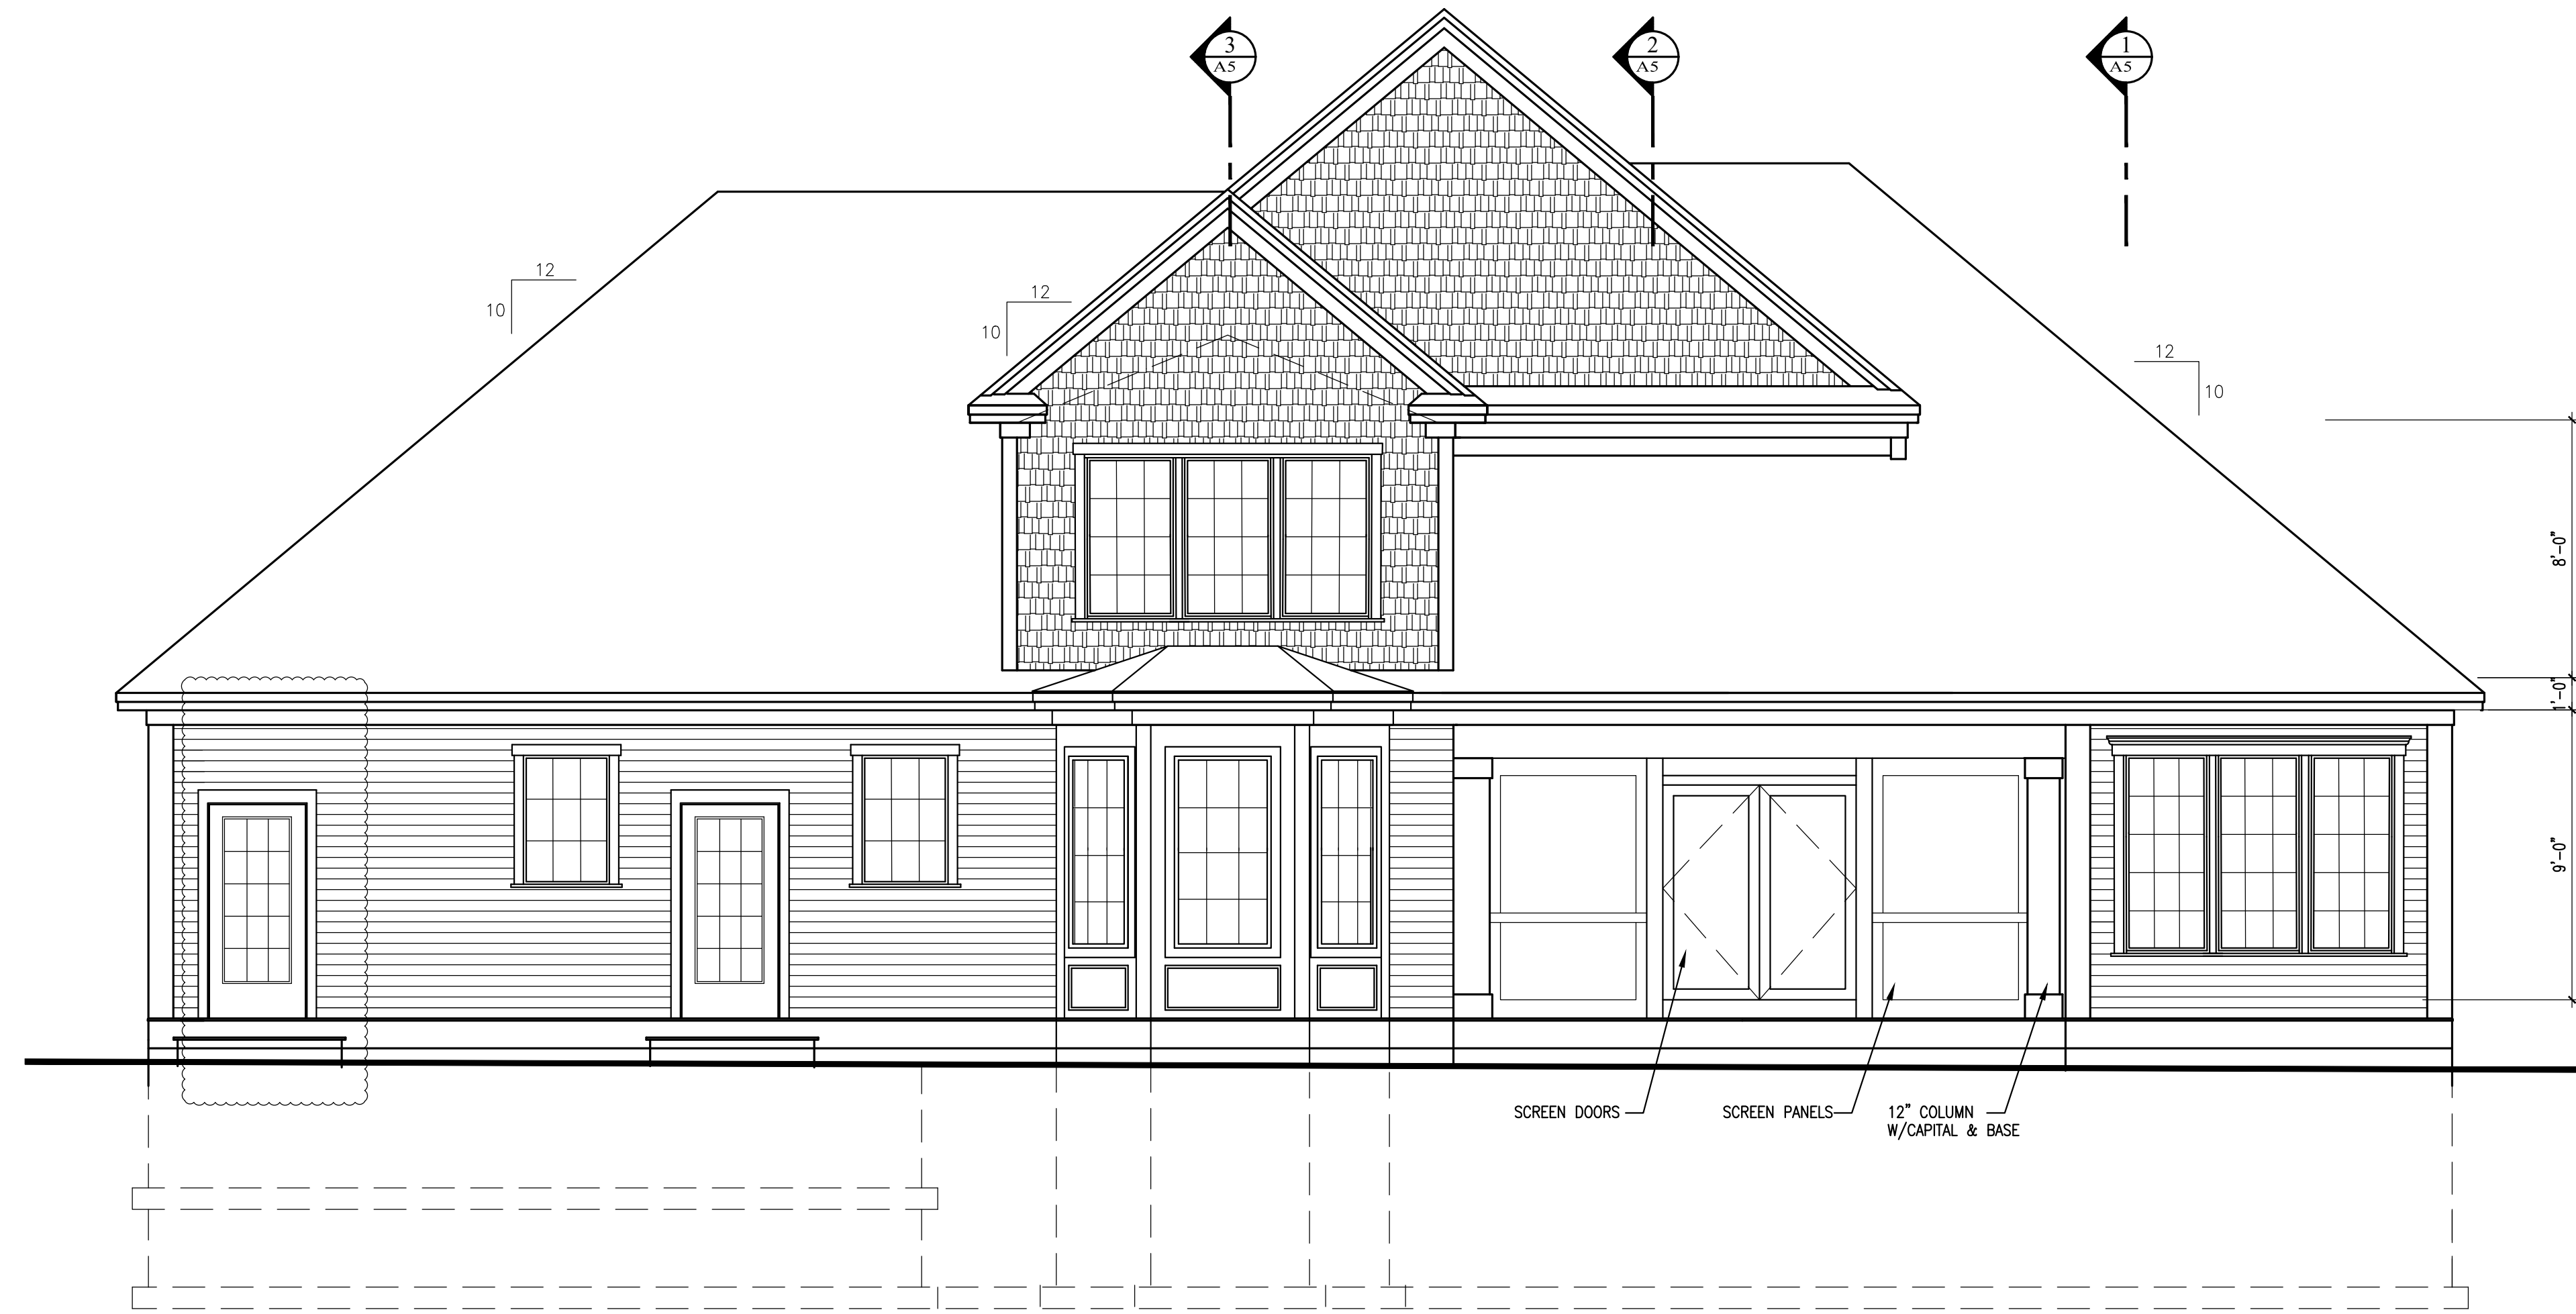 3
A5
2
A5
1
A5
12
10
12
10
12
10
8'-0"
1'-0"
9'-0"
SCREEN DOORS
SCREEN PANELS
12" COLUMN
W/CAPITAL & BASE